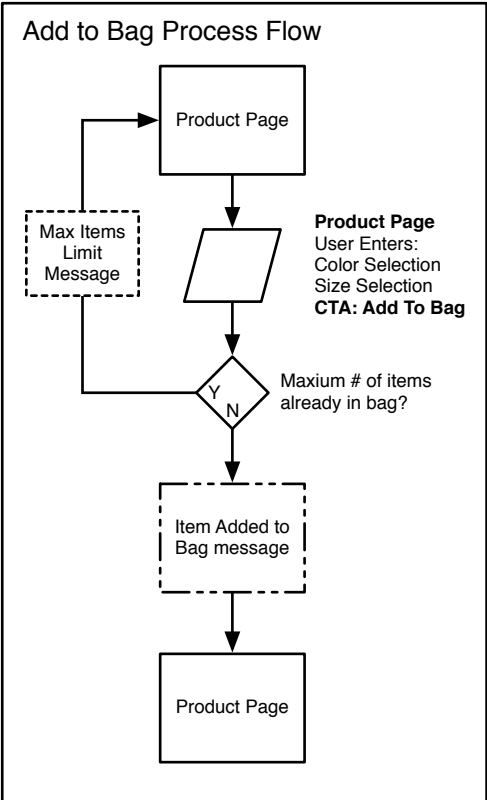 Add to Bag Process Flow
Product Page
Max Items
Limit
Message
Product Page
User Enters:
Color Selection
Size Selection
CTA: Add To Bag
Y
N
Maxium # of items
already in bag?
Item Added to
Bag message
Product Page